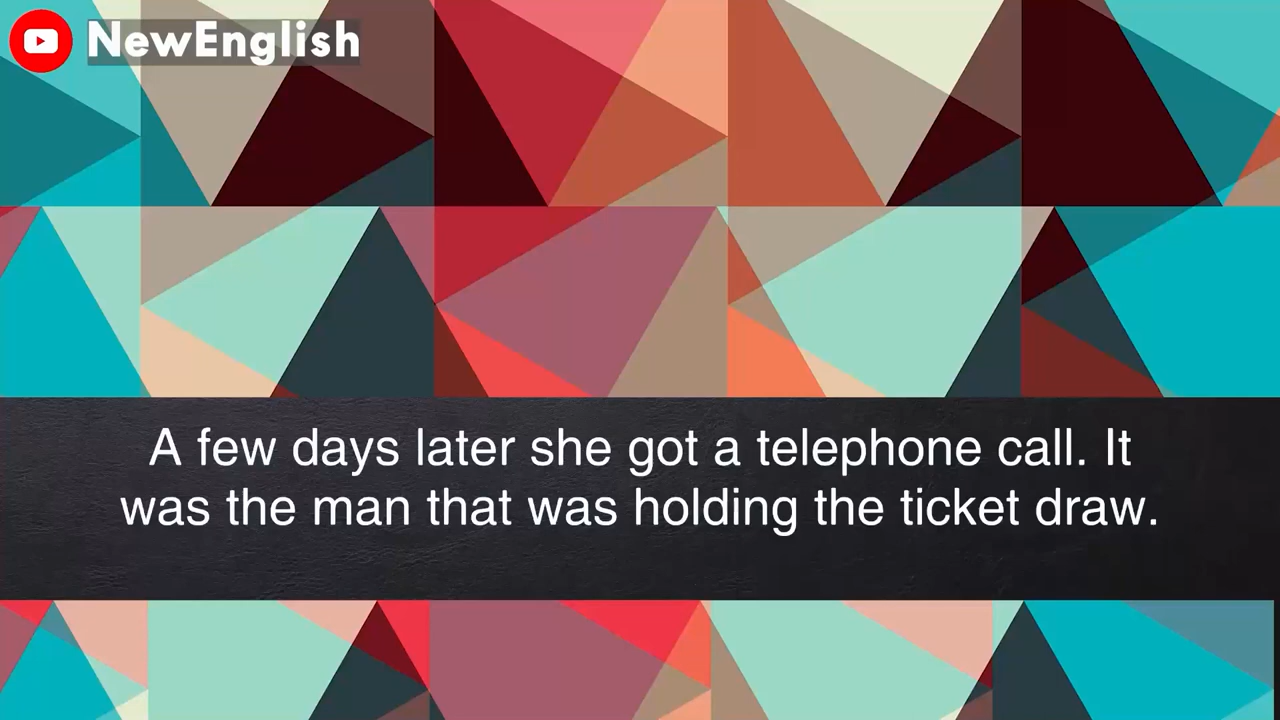 NewEnglish
A few days later she got a telephone call. It
was the man that was holding the ticket draw.